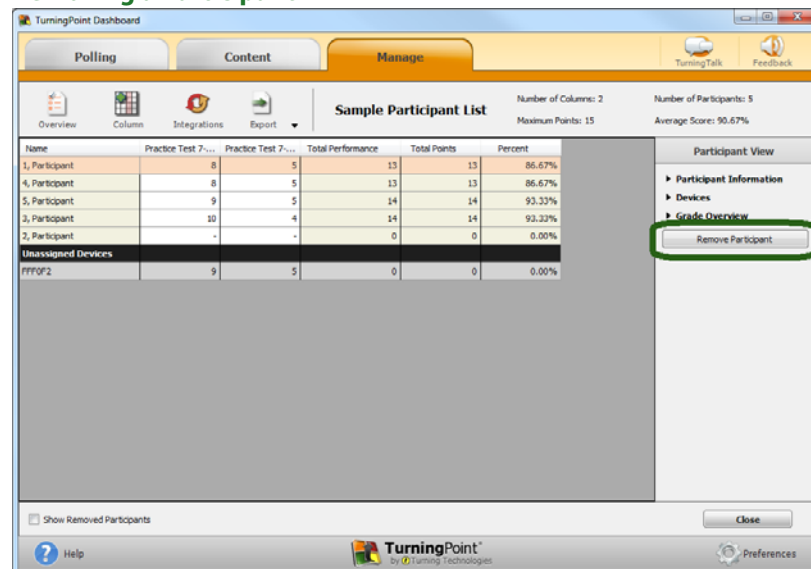 TurningPoint Dashboard
Polling
Content
Manage
TurningTalk
Feedback
Overview
Column
Integrations
Export
Sample Participant List
Number of Columns: 2
Maximum Points: 15
Number of Participants: 5
Average Score: 90.67%
Name Practice Test 7-... Practice Test 7-... Total Performance Total Points Percent
1, Participant 8 5 13 13 86.67%
4, Participant 8 5 13 13 86.67%
5, Participant 9 5 14 14 93.33%
3, Participant 10 4 14 14 93.33%
2, Participant - - 0 0 0.00%
Unassigned Devices
FFF0F2 9 5 0 0 0.00%
Participant View
Participant Information
Devices
Grade Overview
Remove Participant
Show Removed Participants
Close
Help
TurningPoint
by Turning Technologies
Preferences